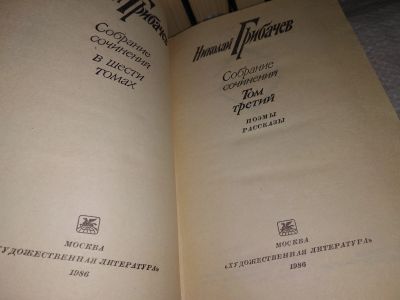 Грибачев
Собрание
сочинений
В шести
томах
МОСКВА
«ХУДОЖЕСТВЕННАЯ ЛИТЕРАТУРА»
1986
Николай Грибачев
Собрание
сочинений
Том
третий
ПОЭМЫ
РАССКАЗЫ
МОСКВА
«ХУДОЖЕСТВЕННАЯ ЛИТЕРАТУРА»
1986